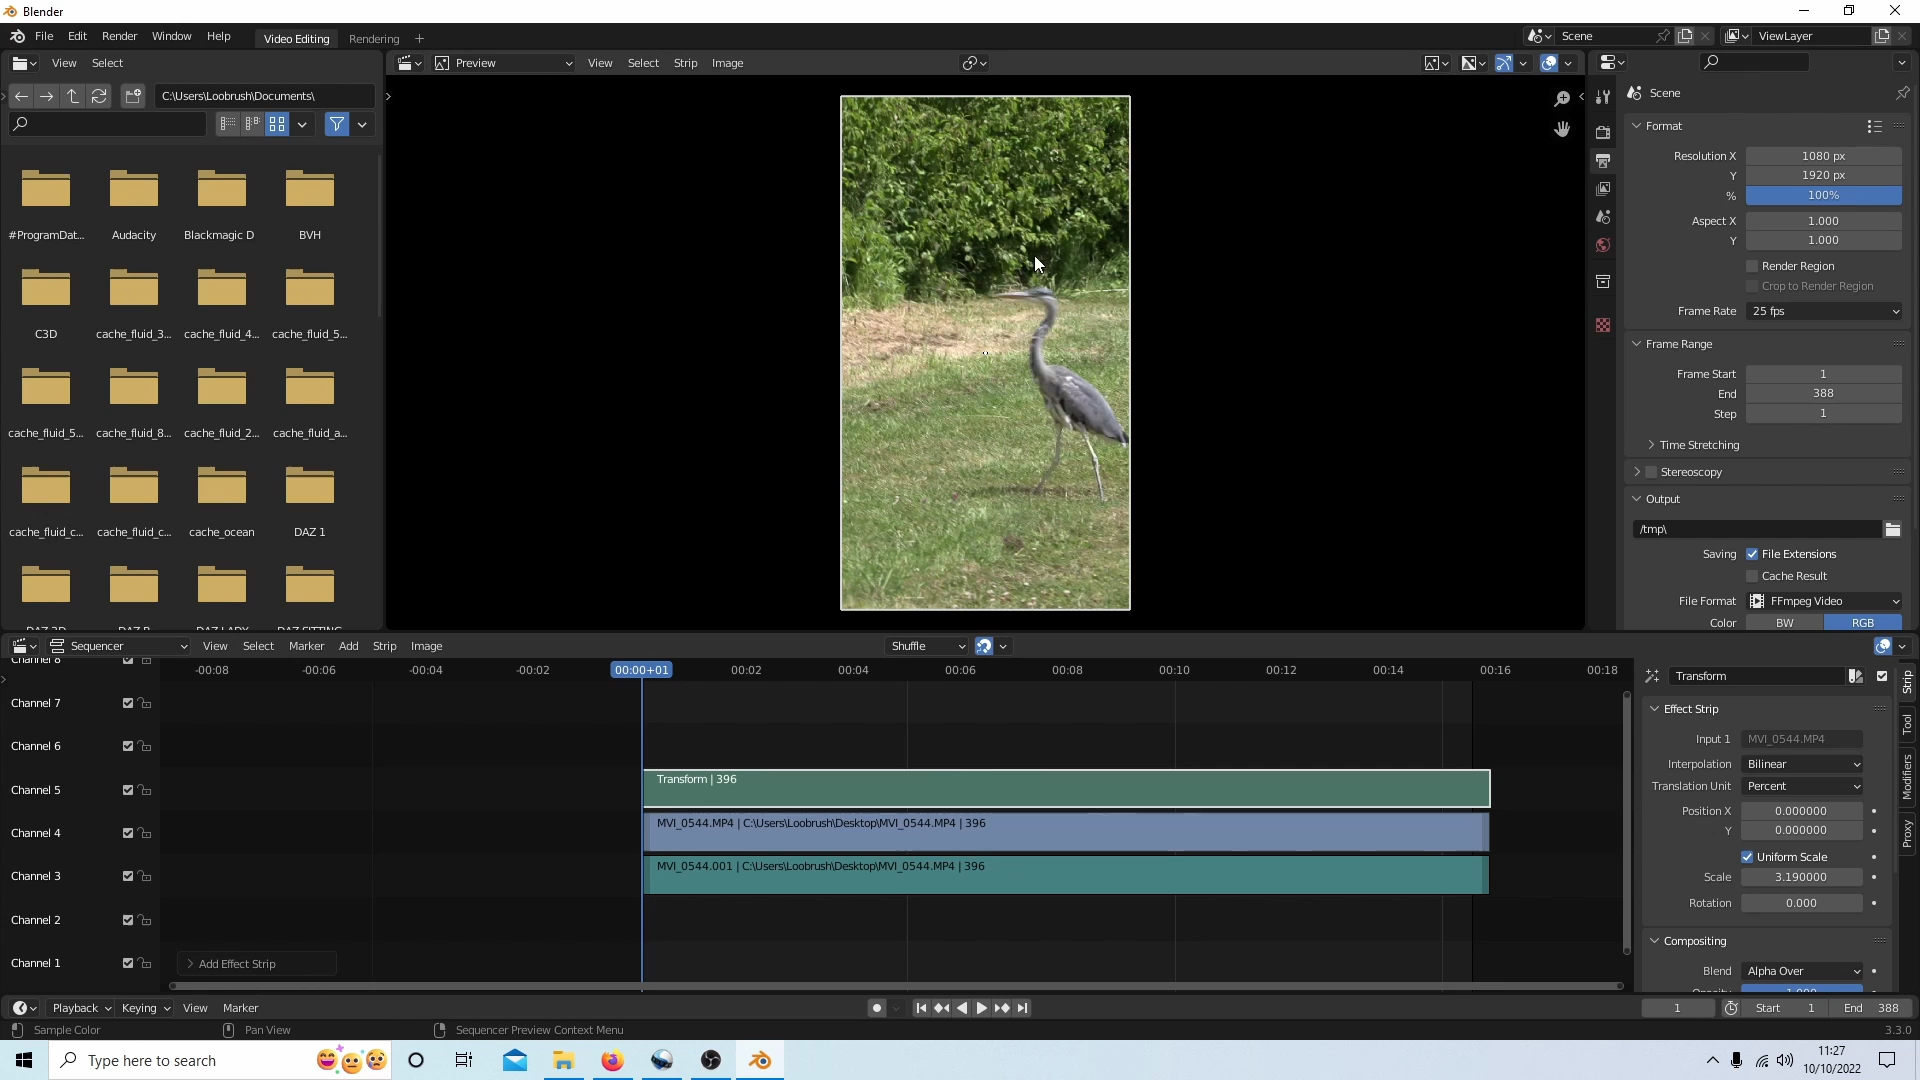 Blender
File Edit Render Window Help Video Editing Rendering + Scene ViewLayer
View Select Preview View Select Strip Image
C:\Users\Loobrush\Documents\
#ProgramDat... Audacity Blackmagic D BVH
C3D cache_fluid_3... cache_fluid_4... cache_fluid_5...
cache_fluid_5... cache_fluid_8... cache_fluid_2... cache_fluid_a...
cache_fluid_c... cache_fluid_c... cache_ocean DAZ 1
Scene
Format
Resolution X 1080 px
Y 1920 px
% 100%
Aspect X 1.000
Y 1.000
Render Region
Crop to Render Region
Frame Rate 25 fps
Frame Range
Frame Start 1
End 388
Step 1
Time Stretching
Stereoscopy
Output
/tmp\
Saving File Extensions
Cache Result
File Format FFmpeg Video
Color BW RGB
Sequencer View Select Marker Add Strip Image Shuffle
-00:08 -00:06 -00:04 -00:02 00:00+01 00:02 00:04 00:06 00:08 00:10 00:12 00:14 00:16 00:18
Channel 8
Channel 7
Channel 6
Channel 5
Channel 4
Channel 3
Channel 2
Channel 1
Transform | 396
MVI_0544.MP4 | C:\Users\Loobrush\Desktop\MVI_0544.MP4 | 396
MVI_0544.001 | C:\Users\Loobrush\Desktop\MVI_0544.MP4 | 396
Add Effect Strip
Transform
Effect Strip
Input 1 MVI_0544.MP4
Interpolation Bilinear
Translation Unit Percent
Position X 0.000000
Y 0.000000
Uniform Scale
Scale 3.190000
Rotation 0.000
Compositing
Blend Alpha Over
Strip
Tool
Modifiers
Proxy
Playback Keying View Marker 1 Start 1 End 388
Sample Color Pan View Sequencer Preview Context Menu 3.3.0
Type here to search
11:27
10/10/2022